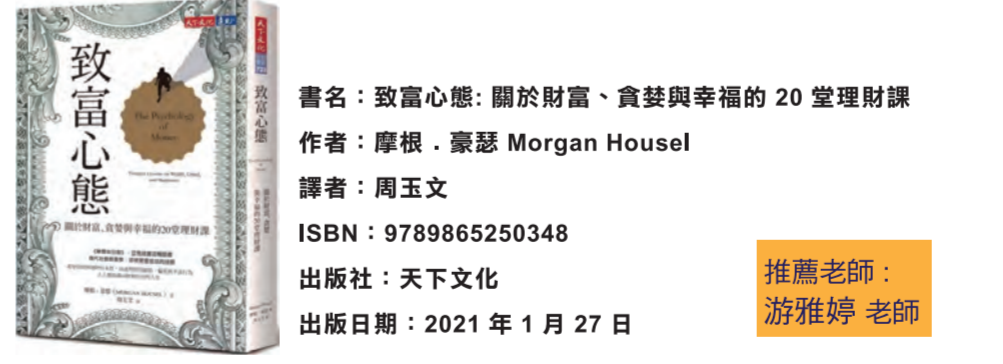 天下文化
致富心態
The Psychology
of
Money
關於財富、貪婪與幸福的20堂理財課
致富心態
書名：致富心態: 關於財富、貪婪與幸福的 20 堂理財課
作者：摩根．豪瑟 Morgan Housel
譯者：周玉文
ISBN：9789865250348
出版社：天下文化
出版日期：2021 年 1 月 27 日
推薦老師 :
游雅婷 老師